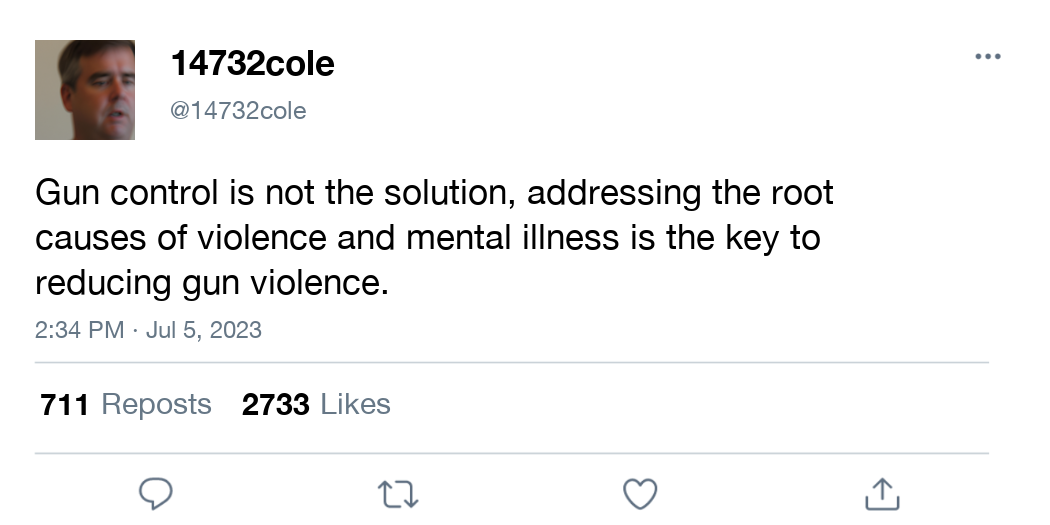 14732cole
@14732cole
Gun control is not the solution, addressing the root
causes of violence and mental illness is the key to
reducing gun violence.
2:34 PM · Jul 5, 2023
711 Reposts 2733 Likes